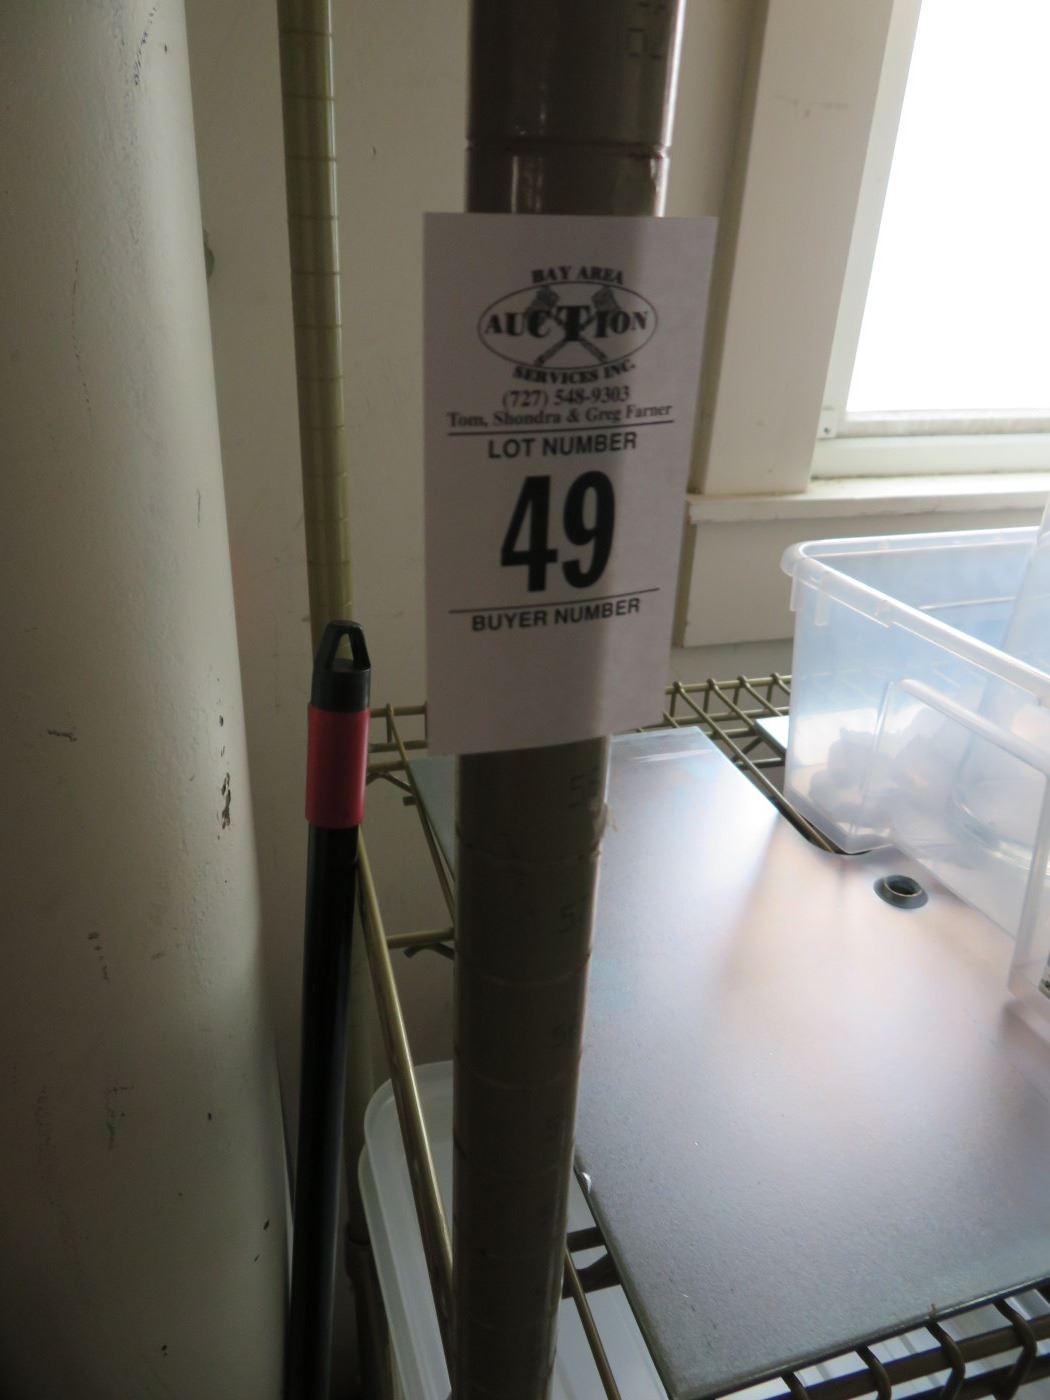 BAY AREA
AUCTION
SERVICES INC.
(727) 548-9303
Tom, Shondra & Greg Farner
LOT NUMBER
49
BUYER NUMBER